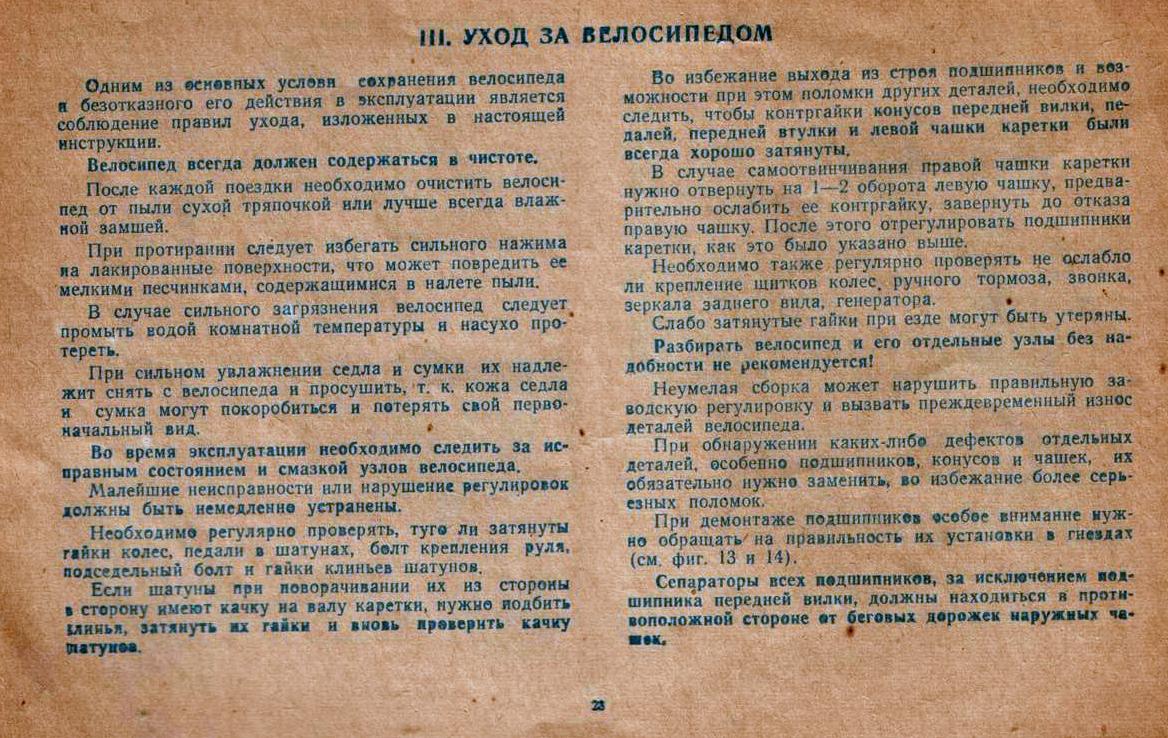 III. УХОД ЗА ВЕЛОСИПЕДОМ
Одним из основных услови сохранения велосипеда
и безотказного его действия в эксплуатации является
соблюдение правил ухода, изложенных в настоящей
инструкции.
Велосипед всегда должен содержаться в чистоте.
После каждой поездки необходимо очистить велоси-
пед от пыли сухой тряпочкой или лучше всегда влаж-
ной замшей.
При протирании следует избегать сильного нажима
на лакированные поверхности, что может повредить ее
мелкими песчинками, содержащимися в налете пыли.
В случае сильного загрязнения велосипед следует
промыть водой комнатной температуры и насухо про-
тереть.
При сильном увлажнении седла и сумки их надле-
жит снять с велосипеда и просушить, т. к. кожа седла
и сумка могут покоробиться и потерять свой перво-
начальный вид.
Во время эксплуатации необходимо следить за ис-
правным состоянием и смазкой узлов велосипеда.
Малейшие неисправности или нарушение регулировок
должны быть немедленно устранены.
Необходимо регулярно проверять, туго ли затянуты
гайки колес, педали в шатунах, болт крепления руля,
подседельный болт и гайки клиньев шатунов.
Если шатуны при поворачивании их из стороны
в сторону имеют качку на валу каретки, нужно подбить
клинья, затянуть их гайки и вновь проверить качку
шатунов.
Во избежание выхода из строя подшипников и воз-
можности при этом поломки других деталей, необходимо
следить, чтобы контргайки конусов передней вилки, пе-
далей, передней втулки и левой чашки каретки были
всегда хорошо затянуты.
В случае самоотвинчивания правой чашки каретки
нужно отвернуть на 1—2 оборота левую чашку, предва-
рительно ослабить ее контргайку, завернуть до отказа
правую чашку. После этого отрегулировать подшипники
каретки, как это было указано выше.
Необходимо также регулярно проверять не ослабло
ли крепление щитков колес, ручного тормоза, звонка,
зеркала заднего вида, генератора.
Слабо затянутые гайки при езде могут быть утеряны.
Разбирать велосипед и его отдельные узлы без на-
добности не рекомендуется!
Неумелая сборка может нарушить правильную за-
водскую регулировку и вызвать преждевременный износ
деталей велосипеда.
При обнаружении каких-либо дефектов отдельных
деталей, особенно подшипников, конусов и чашек, их
обязательно нужно заменить, во избежание более серь-
езных поломок.
При демонтаже подшипников особое внимание нуж-
но обращать на правильность их установки в гнездах
(см. фиг. 13 и 14).
Сепараторы всех подшипников, за исключением под-
шипника передней вилки, должны находиться в проти-
воположной стороне от беговых дорожек наружных ча-
шек.
23